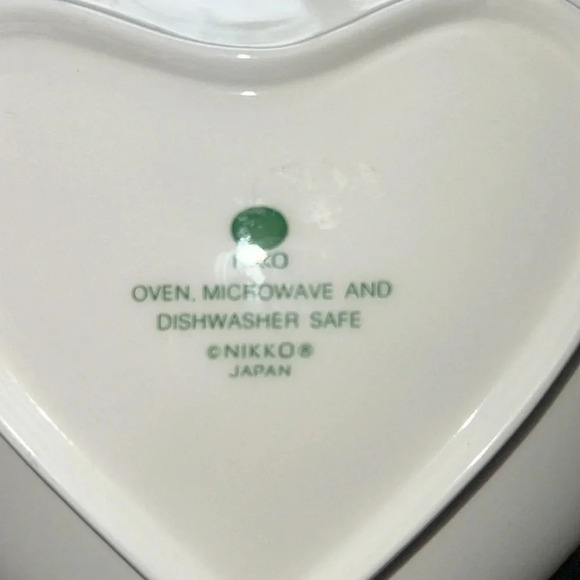 OVEN, MICROWAVE AND
DISHWASHER SAFE
©NIKKO®
JAPAN